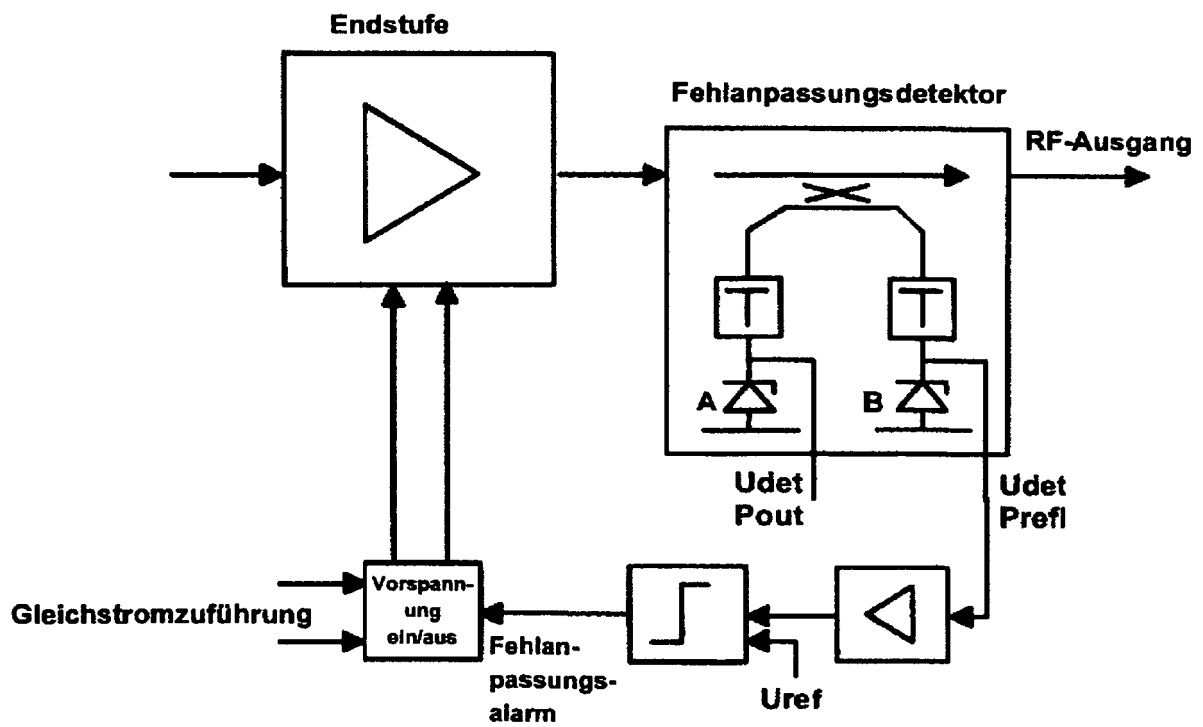 Endstufe
Fehlanpassungsdetektor
RF-Ausgang
A
B
Udet
Pout
Udet
Prefl
Gleichstromzuführung
Vorspann-
ung
ein/aus
Fehlan-
passungs-
alarm
Uref